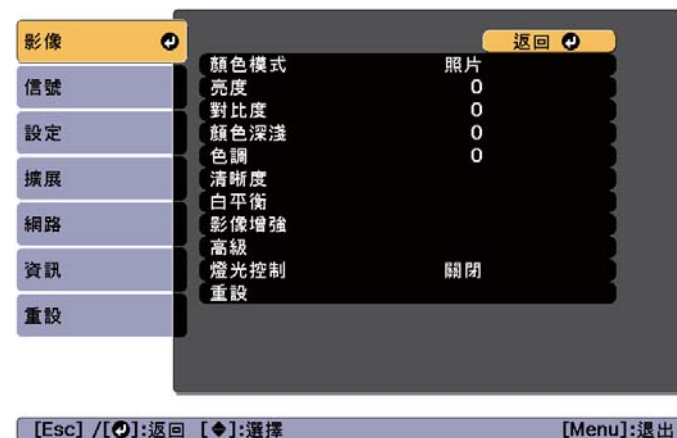 影像
信號
設定
擴展
網路
資訊
重設
返回
顏色模式 照片
亮度 0
對比度 0
顏色深淺 0
色調 0
清晰度
白平衡
影像增強
高級
燈光控制 關閉
重設
[Esc] /[]:返回 [◆]:選擇 [Menu]:退出